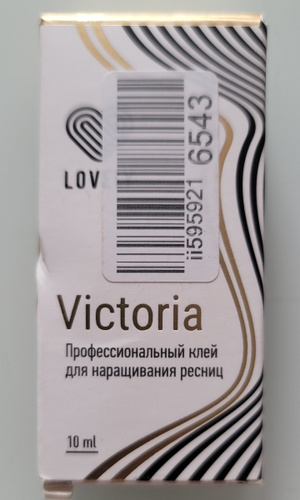 LOV
ii595921 6543
Victoria
Профессиональный клей
для наращивания ресниц
10 ml